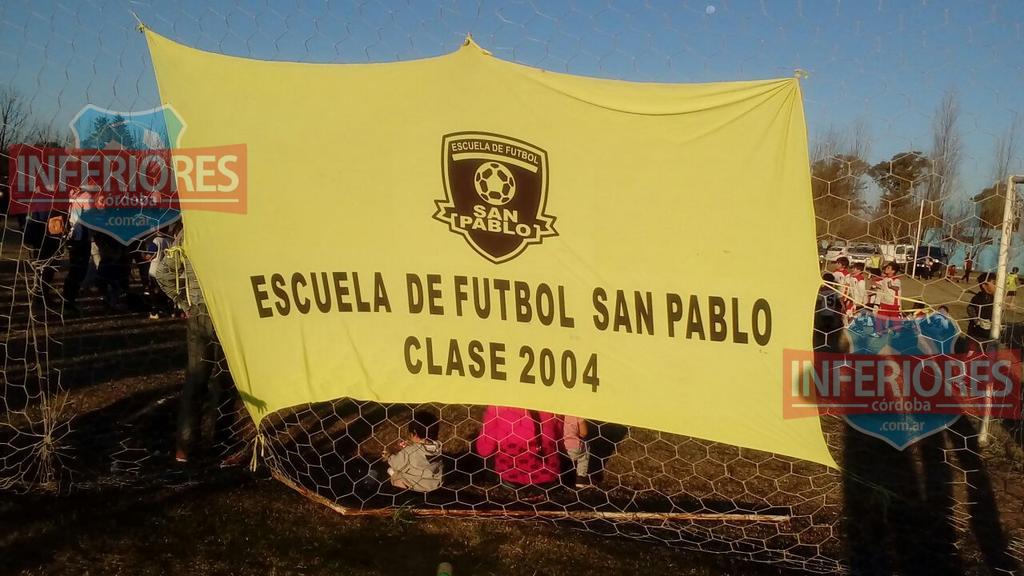 ESCUELA DE FUTBOL
SAN
PABLO
ESCUELA DE FUTBOL SAN PABLO
CLASE 2004
INFERIORES
córdoba
.com.ar
INFERIORES
córdoba
.com.ar